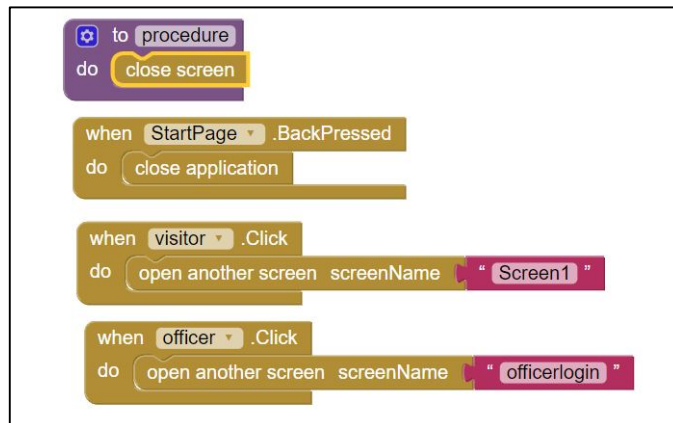 to procedure
do close screen
when StartPage .BackPressed
do close application
when visitor .Click
do open another screen screenName " Screen1 "
when officer .Click
do open another screen screenName " officerlogin "